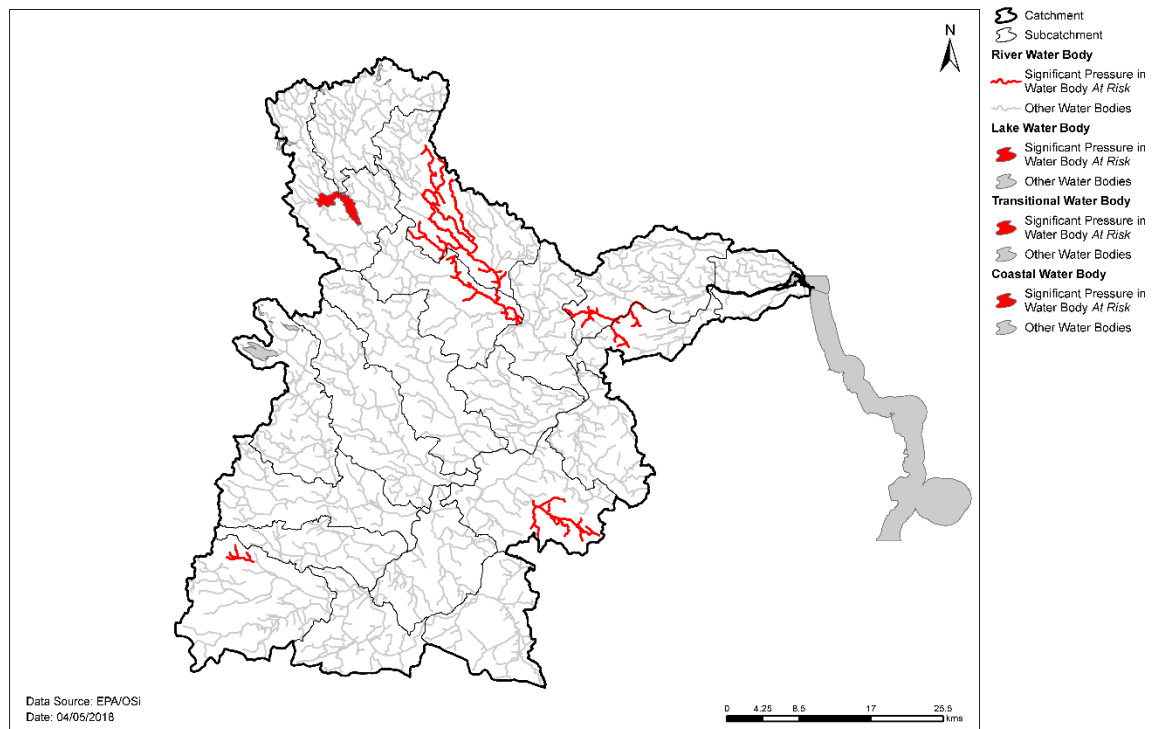 N
Catchment
Subcatchment
River Water Body
Significant Pressure in
Water Body At Risk
Other Water Bodies
Lake Water Body
Significant Pressure in
Water Body At Risk
Other Water Bodies
Transitional Water Body
Significant Pressure in
Water Body At Risk
Other Water Bodies
Coastal Water Body
Significant Pressure in
Water Body At Risk
Other Water Bodies
Data Source: EPA/OSi
Date: 04/05/2018
0 4.25 8.5 17 25.5
kms